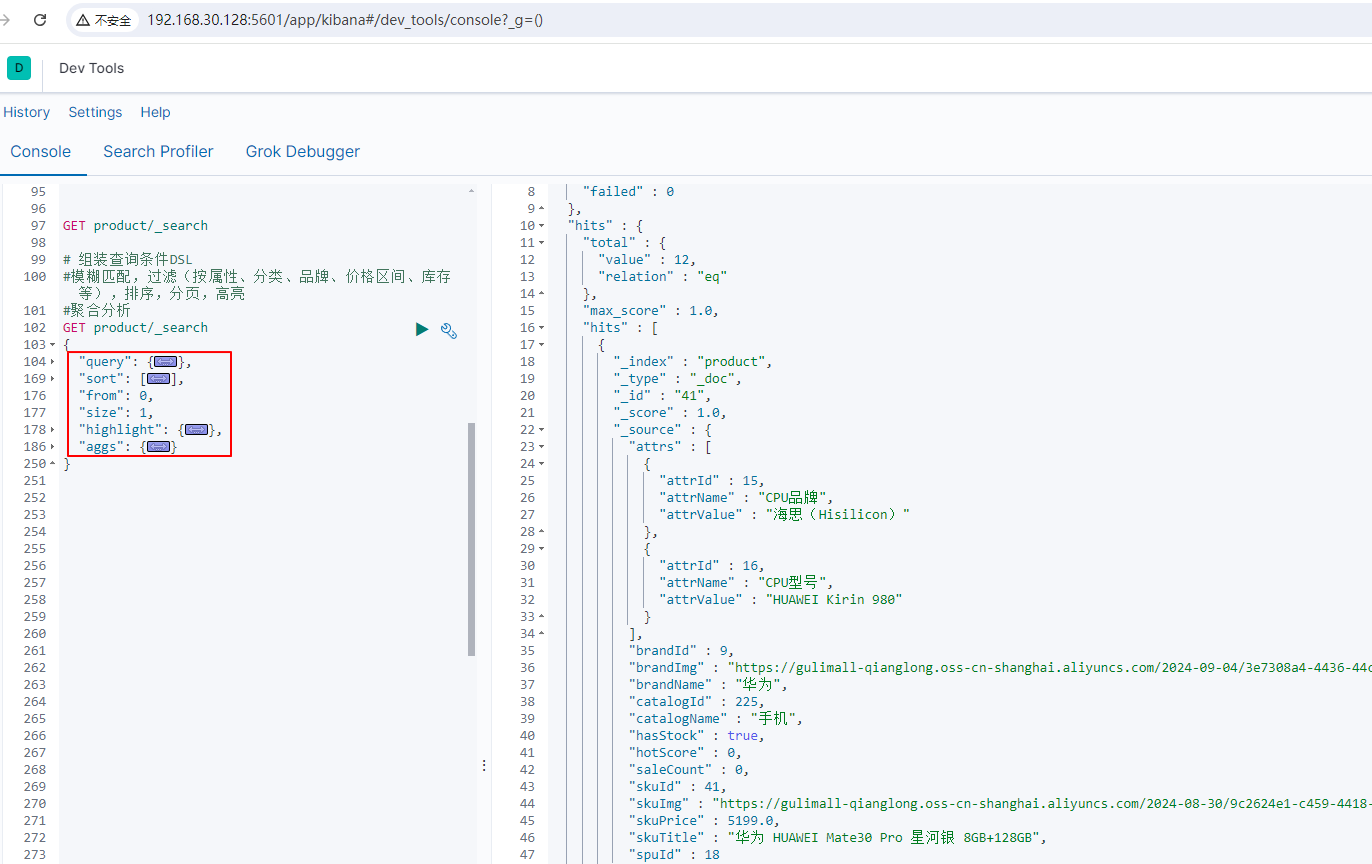 不安全 192.168.30.128:5601/app/kibana#/dev_tools/console?_g=()
D Dev Tools
History Settings Help
Console Search Profiler Grok Debugger
95
96
97 GET product/_search
98
99 # 组装查询条件DSL
100 #模糊匹配，过滤（按属性、分类、品牌、价格区间、库存
等），排序，分页，高亮
101 #聚合分析
102 GET product/_search
103 {
104 "query": {},
169 "sort": [],
176 "from": 0,
177 "size": 1,
178 "highlight": {},
186 "aggs": {}
250 }
251
252
253
254
255
256
257
258
259
260
261
262
263
264
265
266
267
268
269
270
271
272
273
8 "failed" : 0
9 },
10 "hits" : {
11 "total" : {
12 "value" : 12,
13 "relation" : "eq"
14 },
15 "max_score" : 1.0,
16 "hits" : [
17 {
18 "_index" : "product",
19 "_type" : "_doc",
20 "_id" : "41",
21 "_score" : 1.0,
22 "_source" : {
23 "attrs" : [
24 {
25 "attrId" : 15,
26 "attrName" : "CPU品牌",
27 "attrValue" : "海思（Hisilicon）"
28 },
29 {
30 "attrId" : 16,
31 "attrName" : "CPU型号",
32 "attrValue" : "HUAWEI Kirin 980"
33 }
34 ],
35 "brandId" : 9,
36 "brandImg" : "https://gulimall-qianglong.oss-cn-shanghai.aliyuncs.com/2024-09-04/3e7308a4-4436-44c
37 "brandName" : "华为",
38 "catalogId" : 225,
39 "catalogName" : "手机",
40 "hasStock" : true,
41 "hotScore" : 0,
42 "saleCount" : 0,
43 "skuId" : 41,
44 "skuImg" : "https://gulimall-qianglong.oss-cn-shanghai.aliyuncs.com/2024-08-30/9c2624e1-c459-4418-
45 "skuPrice" : 5199.0,
46 "skuTitle" : "华为 HUAWEI Mate30 Pro 星河银 8GB+128GB",
47 "spuId" : 18